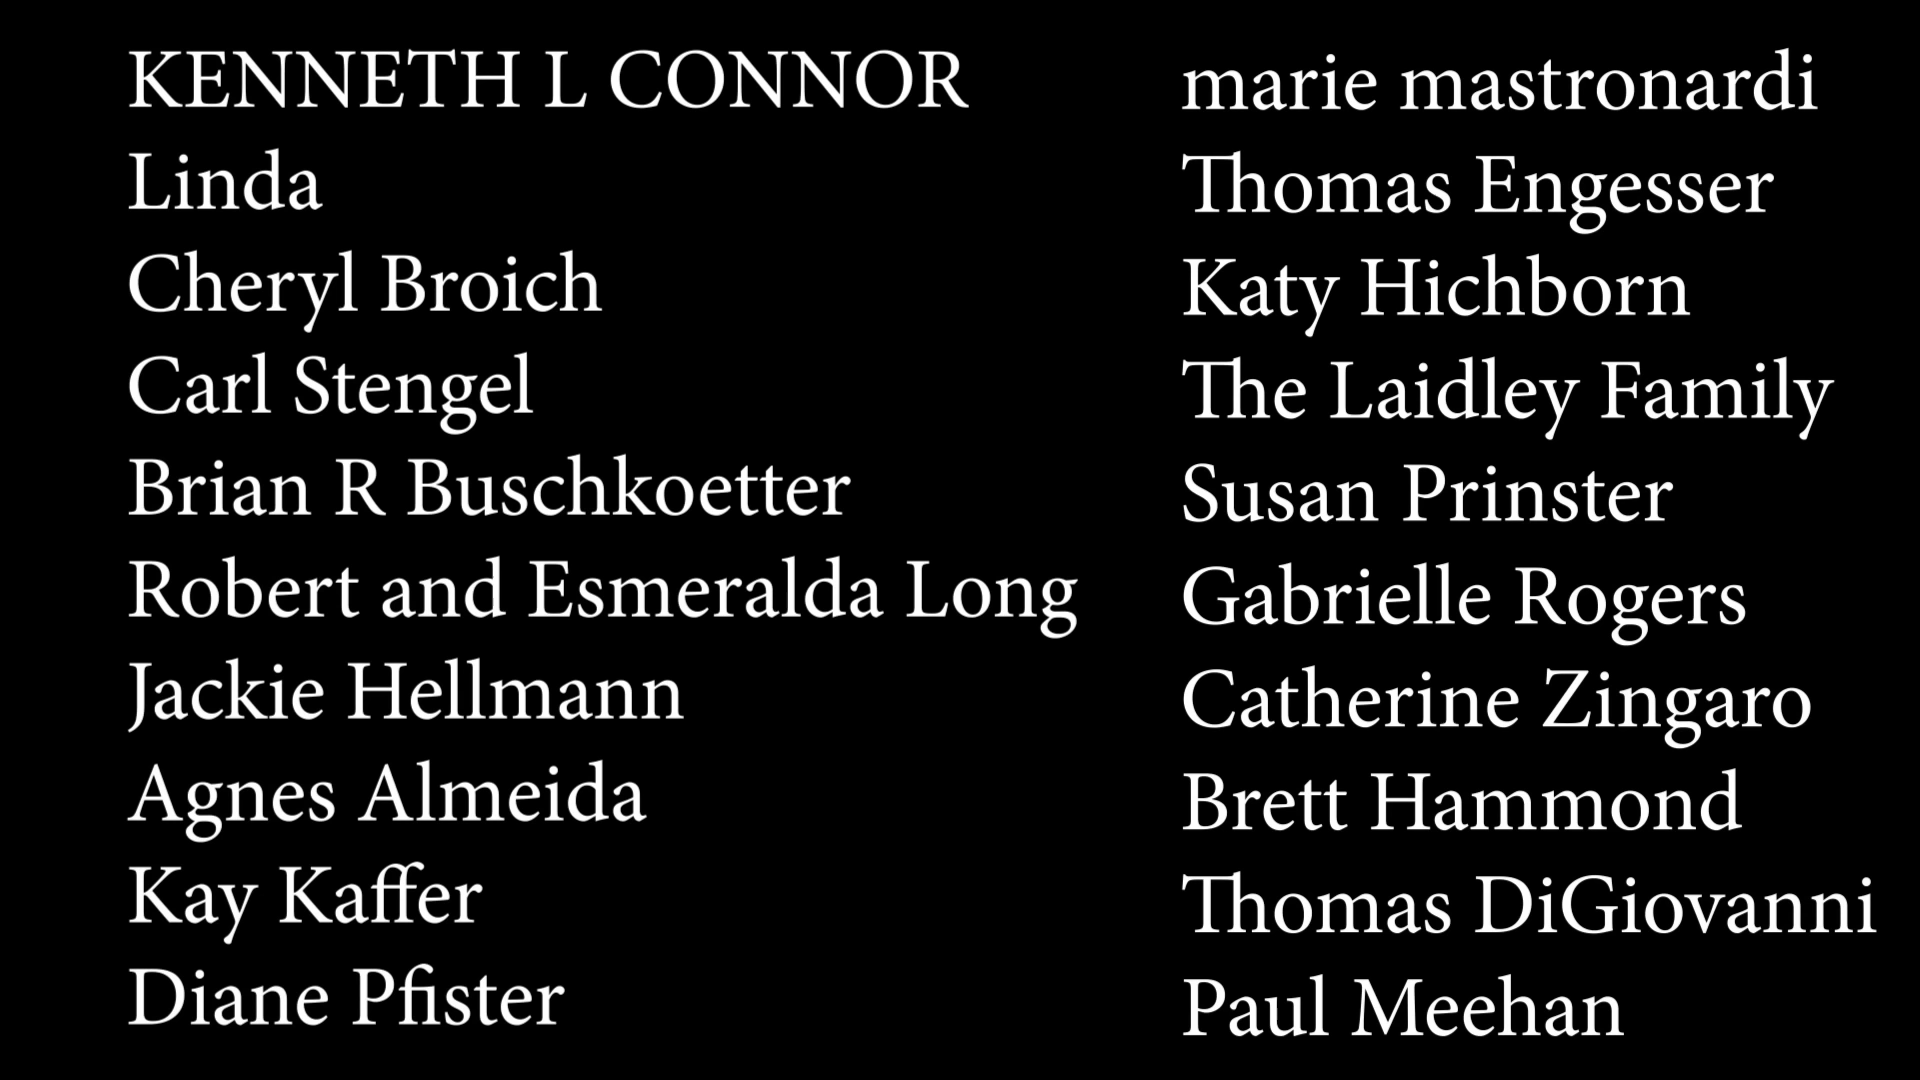 KENNETH L CONNOR
Linda
Cheryl Broich
Carl Stengel
Brian R Buschkoetter
Robert and Esmeralda Long
Jackie Hellmann
Agnes Almeida
Kay Kaffer
Diane Pfister
marie mastronardi
Thomas Engesser
Katy Hichborn
The Laidley Family
Susan Prinster
Gabrielle Rogers
Catherine Zingaro
Brett Hammond
Thomas DiGiovanni
Paul Meehan